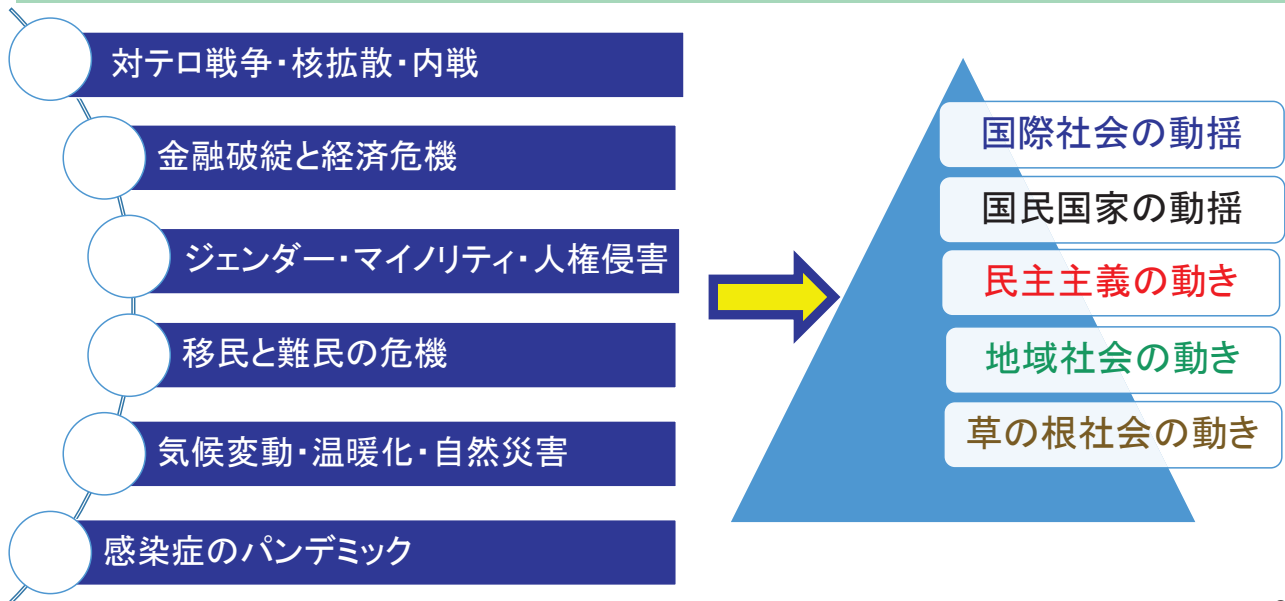 対テロ戦争・核拡散・内戦
金融破綻と経済危機
ジェンダー・マイノリティ・人権侵害
移民と難民の危機
気候変動・温暖化・自然災害
感染症のパンデミック
国際社会の動揺
国民国家の動揺
民主主義の動き
地域社会の動き
草の根社会の動き